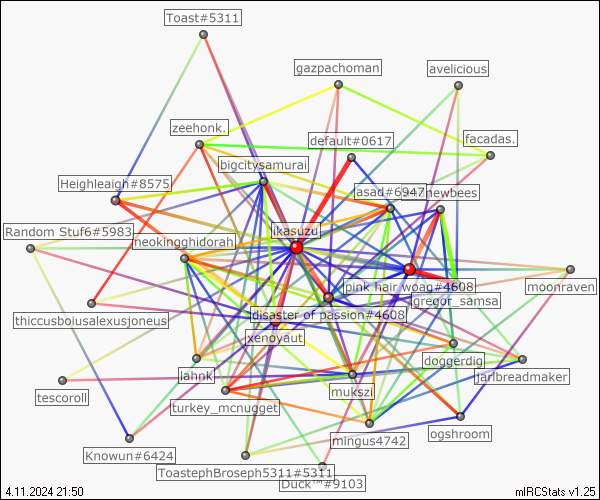 Toast#5311
gazpachoman
avelicious
zeehonk.
default#0617
facadas.
bigcitysamurai
Heighleaigh#8575
asad#6947
newbees
Random Stuf6#5983
neokingghidorah
likasuzu
pink hair woag#4608
moonraven
gregor_samsa
thiccusbousalexusjoneus
disaster of passion#4608
xenoyaut
lahnk
doggerdig
jarlbreadmaker
tescoroll
mukszi
turkey_mcnugget
mingus4742
ogshroom
Knowun#6424
ToastephBroseph5311#5311
Duck™#9103
4.11.2024 21:50
mIRCStats v1.25